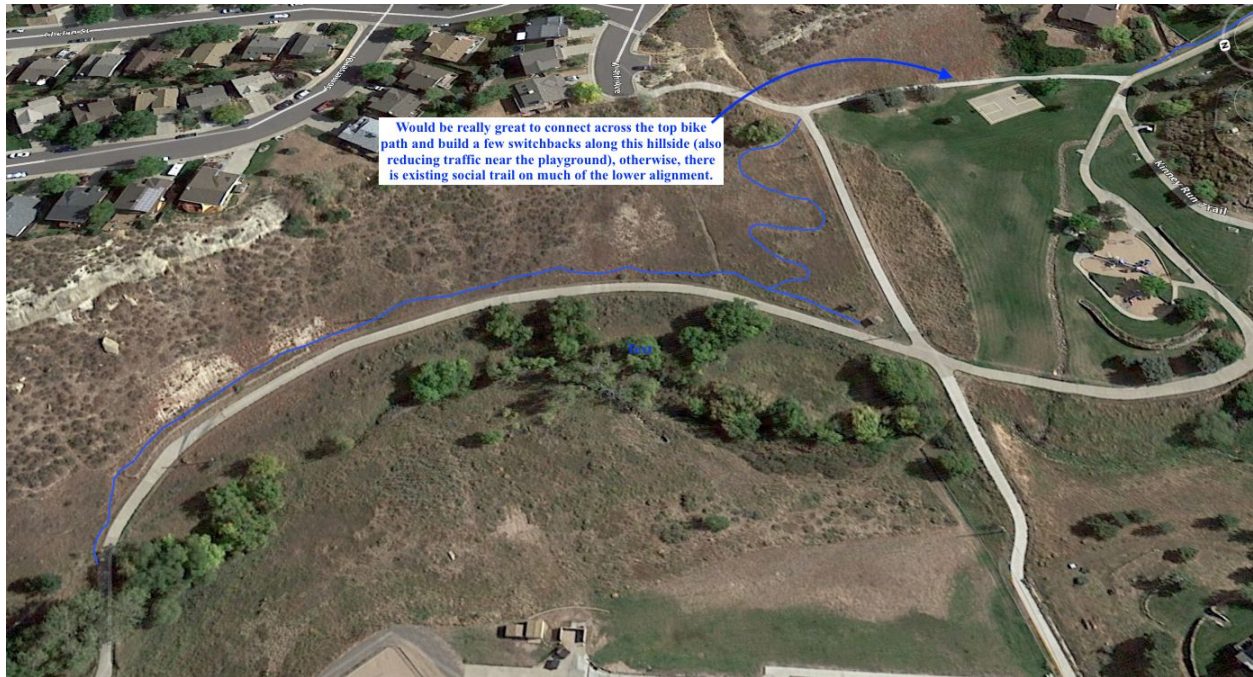 N
Would be really great to connect across the top bike
path and build a few switchbacks along this hillside (also
reducing traffic near the playground), otherwise, there
is existing social trail on much of the lower alignment.
Kinney Run Trail
Text